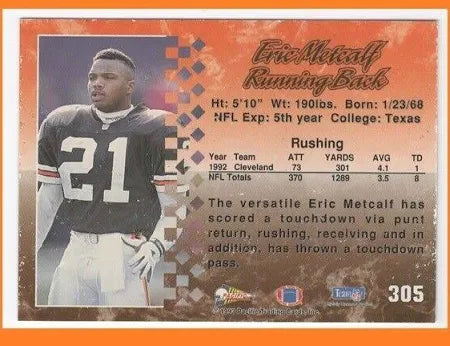 Eric Metcalf
Running Back
Ht: 5'10" Wt: 190lbs. Born: 1/23/68
NFL Exp: 5th year College: Texas
Rushing
Year Team ATT YARDS AVG TD
1992 Cleveland 73 301 4.1 1
NFL Totals 370 1289 3.5 8
The versatile Eric Metcalf has
scored a touchdown via punt
return, rushing, receiving and in
addition, has thrown a touchdown
pass.
21
305